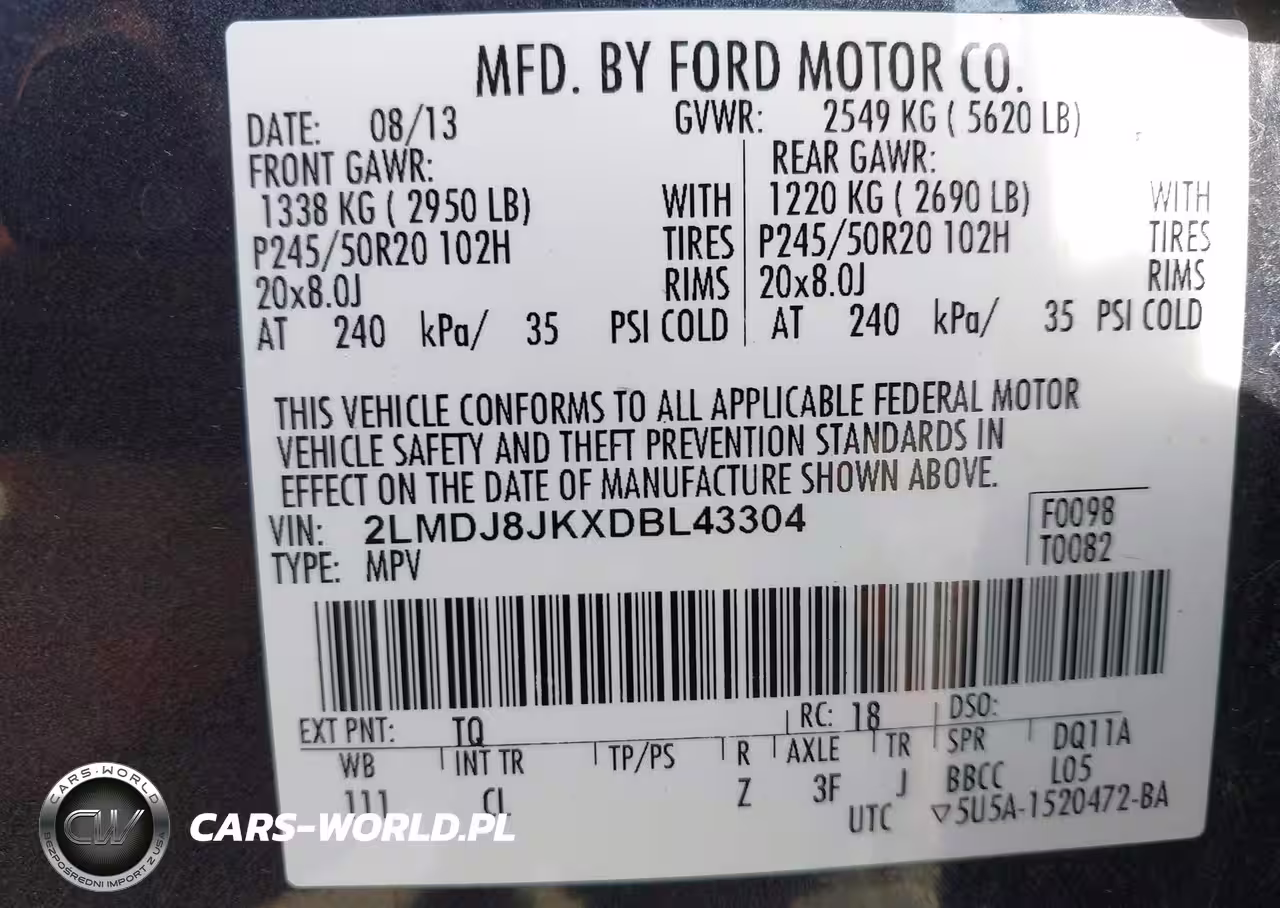 MFD. BY FORD MOTOR CO.
DATE: 08/13 GVWR: 2549 KG ( 5620 LB)
FRONT GAWR: REAR GAWR:
1338 KG ( 2950 LB) WITH 1220 KG ( 2690 LB) WITH
P245/50R20 102H TIRES P245/50R20 102H TIRES
20x8.0J RIMS 20x8.0J RIMS
AT 240 kPa/ 35 PSI COLD AT 240 kPa/ 35 PSI COLD
THIS VEHICLE CONFORMS TO ALL APPLICABLE FEDERAL MOTOR
VEHICLE SAFETY AND THEFT PREVENTION STANDARDS IN
EFFECT ON THE DATE OF MANUFACTURE SHOWN ABOVE.
VIN: 2LMDJ8JKXDBL43304 F0098
TYPE: MPV T0082
EXT PNT: TQ RC: 18 DSO:
WB INT TR TP/PS R AXLE TR SPR DQ11A
111 CL Z 3F J BBCC L05
UTC ▽5U5A-1520472-BA
CARS-WORLD
CW
BEZPOŚREDNI IMPORT Z USA
CARS-WORLD.PL